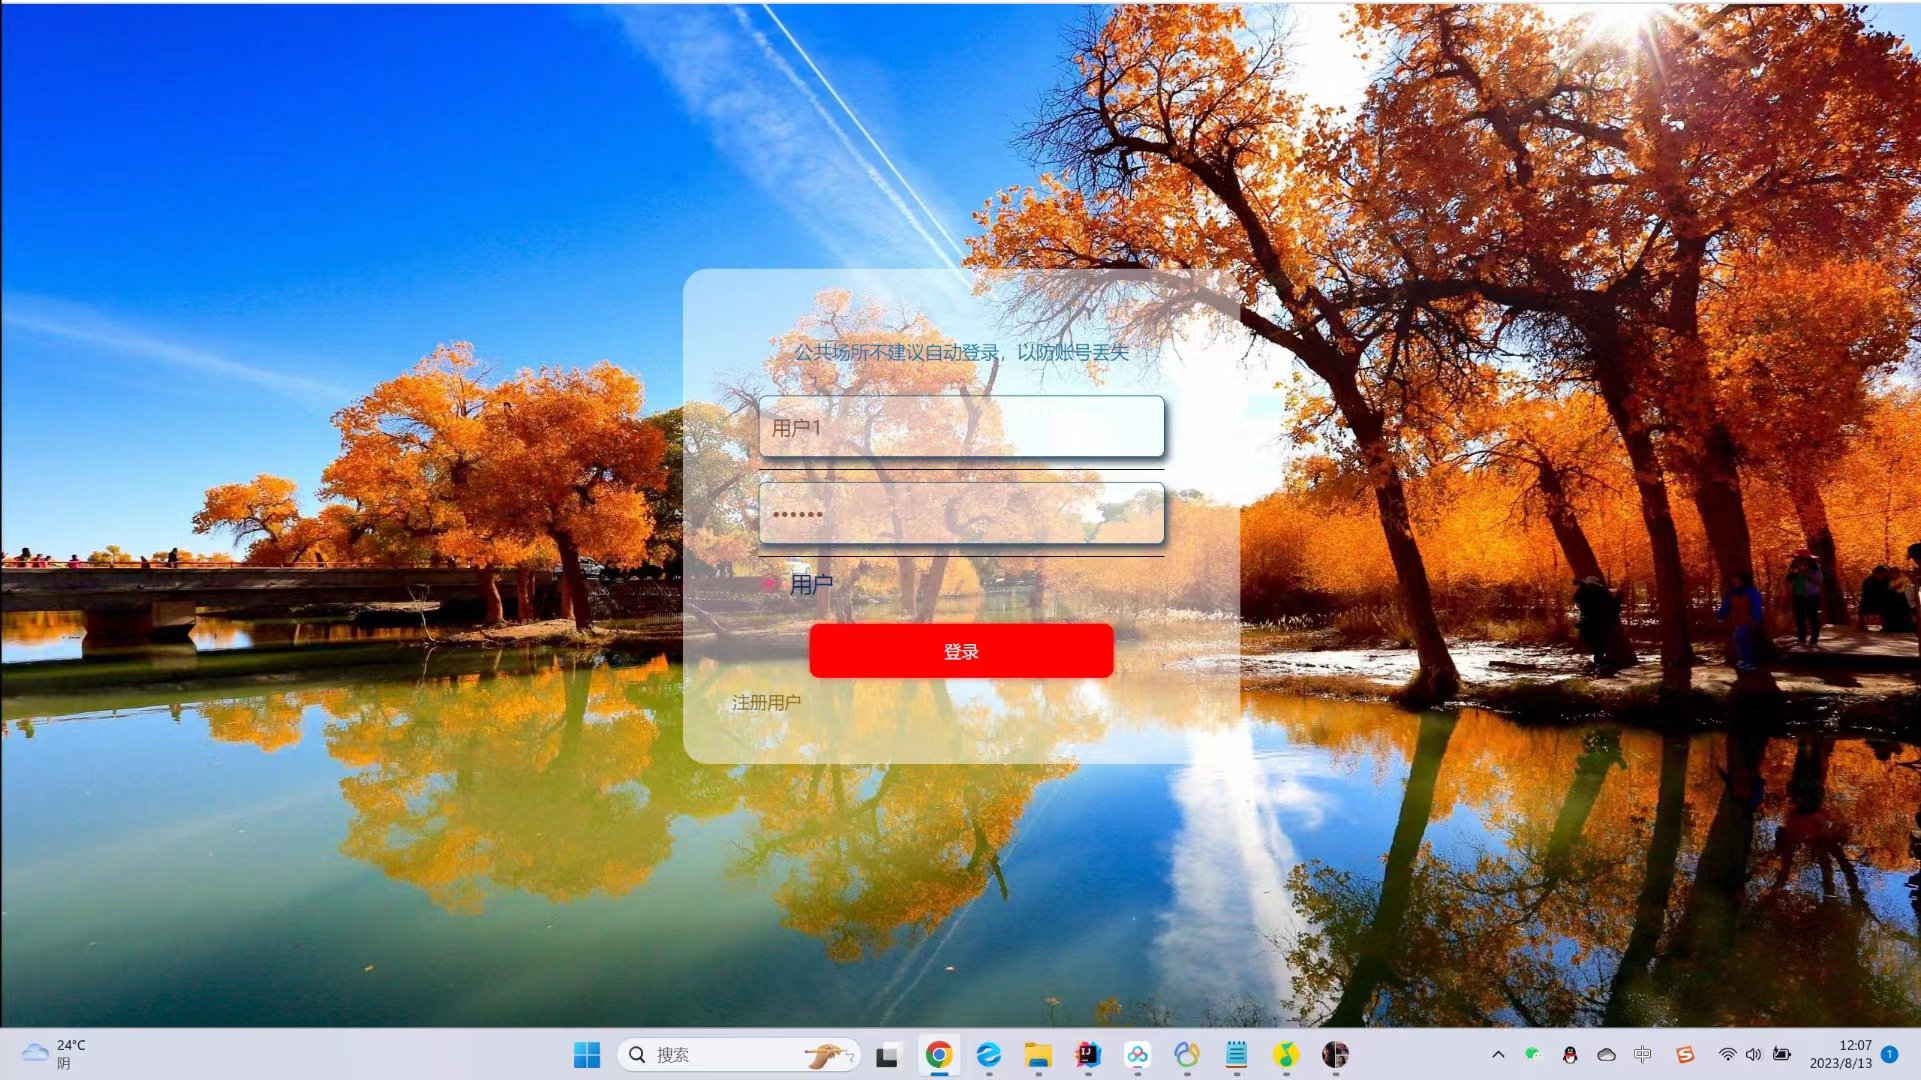 公共场所不建议自动登录，以防账号丢失
用户1
••••••
用户
登录
注册用户
24°C
阴
搜索
中
12:07
2023/8/13
1